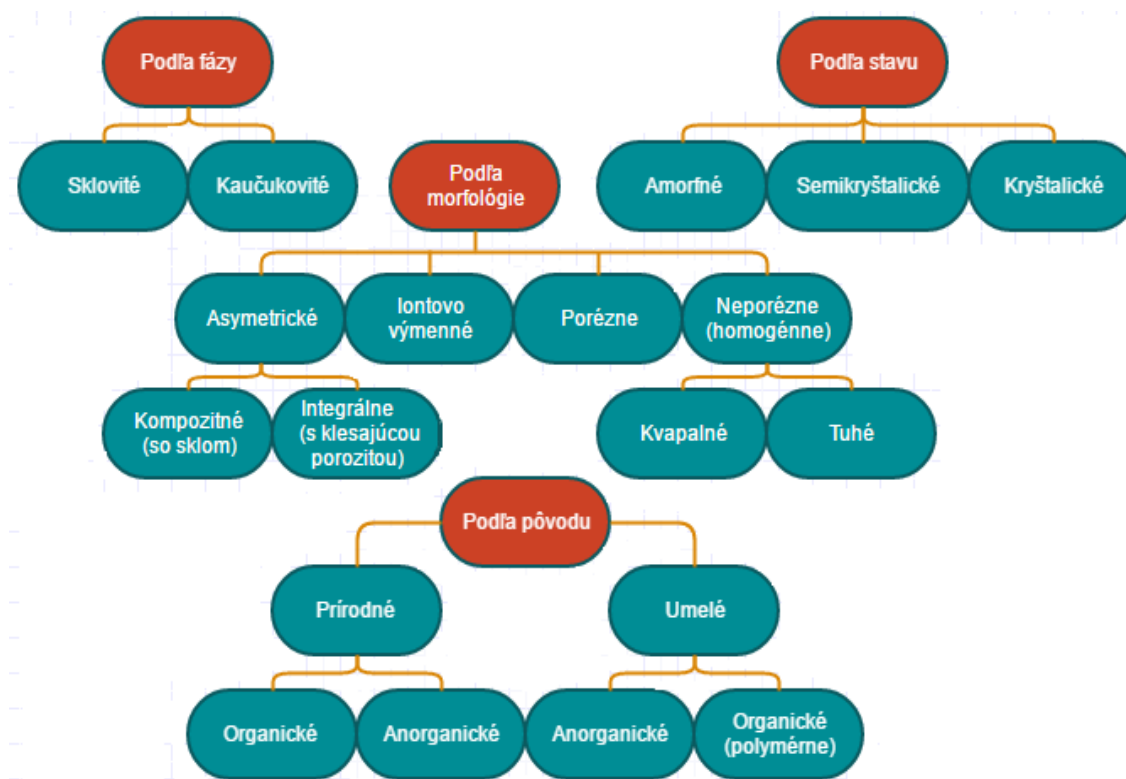 Podľa fázy
Podľa stavu
Sklovité
Kaučukovité
Podľa
morfológie
Amorfné
Semikryštalické
Kryštalické
Asymetrické
Iontovo
výmenné
Porézne
Neporézne
(homogénne)
Kompozitné
(so sklom)
Integrálne
(s klesajúcou
porozitou)
Kvapalné
Tuhé
Podľa pôvodu
Prírodné
Umelé
Organické
Anorganické
Anorganické
Organické
(polymérne)